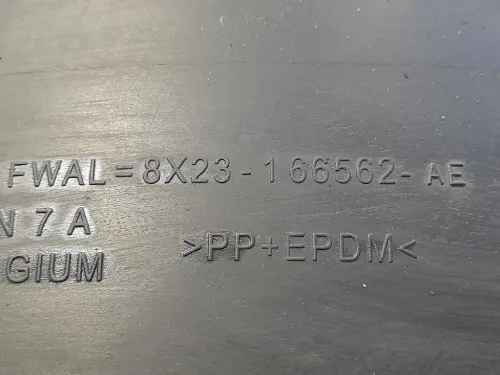 FWAL=8X23-166562-AE
N 7 A
>PP+EPDM<
GIUM